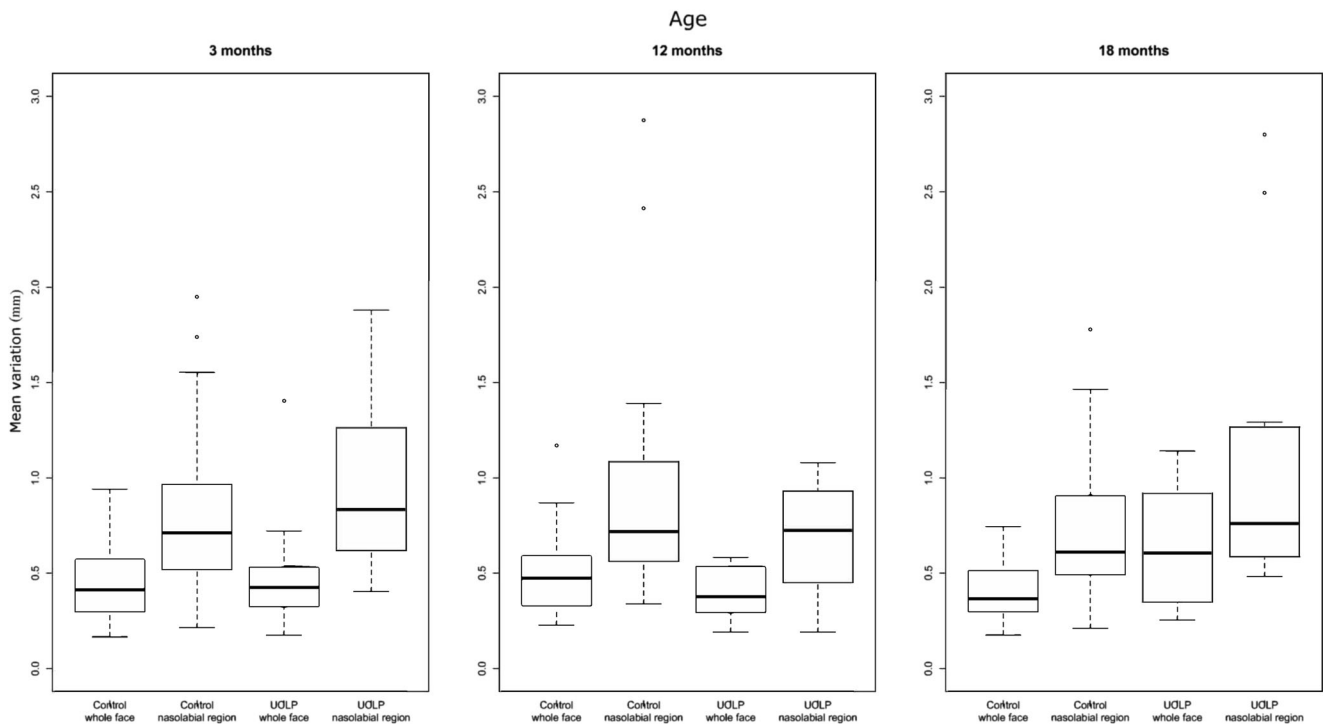 Age
3 months
12 months
18 months
Mean variation (mm)
3.0
2.5
2.0
1.5
1.0
0.5
0.0
Control
whole face
Control
nasolabial region
UCLP
whole face
UCLP
nasolabial region
3.0
2.5
2.0
1.5
1.0
0.5
0.0
Control
whole face
Control
nasolabial region
UCLP
whole face
UCLP
nasolabial region
3.0
2.5
2.0
1.5
1.0
0.5
0.0
Control
whole face
Control
nasolabial region
UCLP
whole face
UCLP
nasolabial region